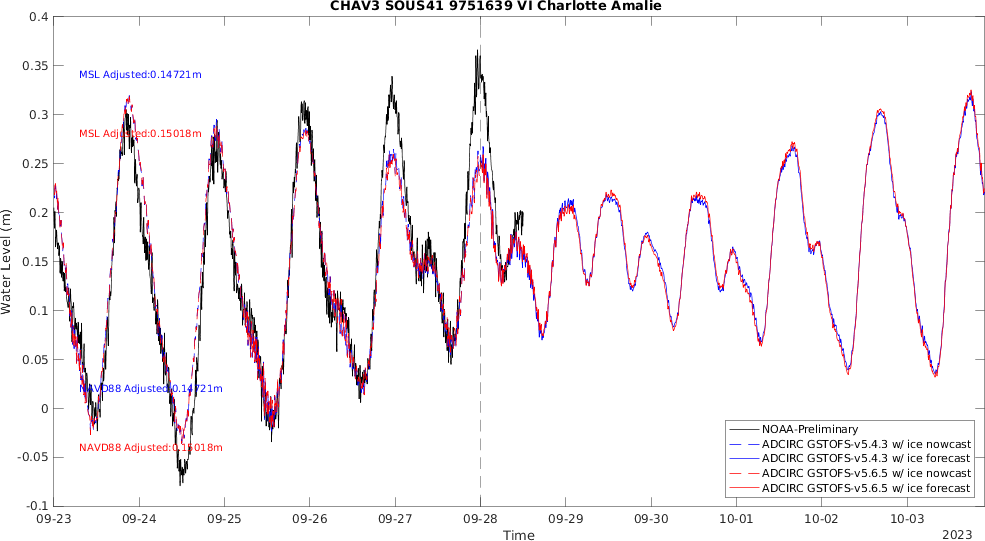 CHAV3 SOUS41 9751639 VI Charlotte Amalie
0.4
0.35
0.3
0.25
0.2
0.15
0.1
0.05
0
-0.05
-0.1
Water Level (m)
MSL Adjusted:0.14721m
MSL Adjusted:0.15018m
NAVD88 Adjusted:0.14721m
NAVD88 Adjusted:0.15018m
NOAA-Preliminary
ADCIRC GSTOFS-v5.4.3 w/ ice nowcast
ADCIRC GSTOFS-v5.4.3 w/ ice forecast
ADCIRC GSTOFS-v5.6.5 w/ ice nowcast
ADCIRC GSTOFS-v5.6.5 w/ ice forecast
09-23 09-24 09-25 09-26 09-27 09-28 09-29 09-30 10-01 10-02 10-03
Time
2023